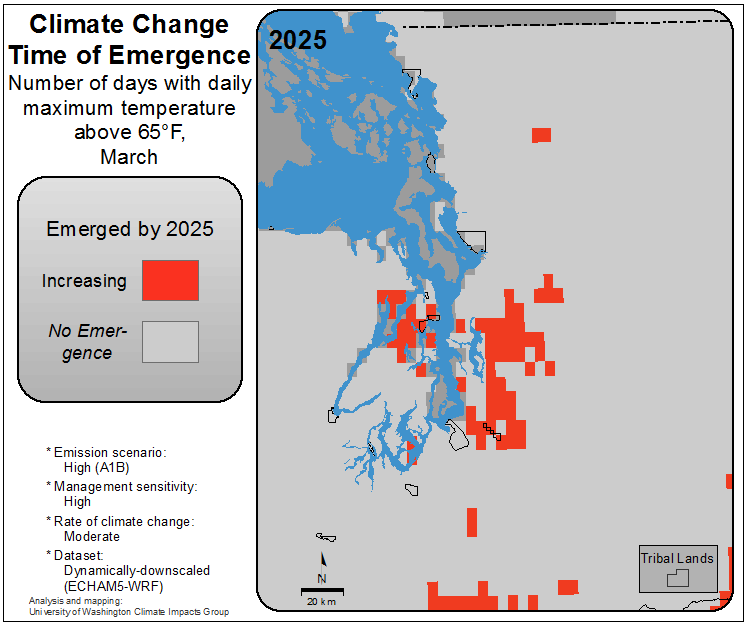 Climate Change
Time of Emergence
Number of days with daily
maximum temperature
above 65°F,
March
Emerged by 2025
Increasing
No Emer-
gence
* Emission scenario:
High (A1B)
* Management sensitivity:
High
* Rate of climate change:
Moderate
* Dataset:
Dynamically-downscaled
(ECHAM5-WRF)
Analysis and mapping:
University of Washington Climate Impacts Group
2025
N
20 km
Tribal Lands